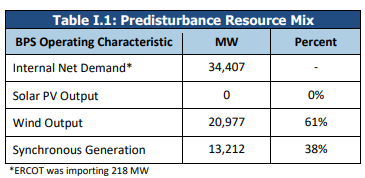 Table I.1: Predisturbance Resource Mix
BPS Operating Characteristic MW Percent
Internal Net Demand* 34,407 -
Solar PV Output 0 0%
Wind Output 20,977 61%
Synchronous Generation 13,212 38%
*ERCOT was importing 218 MW